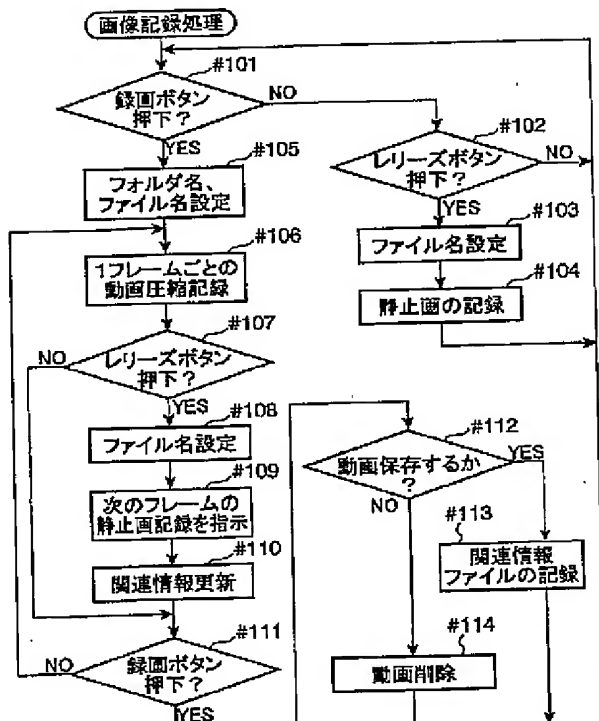 画像記録処理
#101
録画ボタン
押下?
NO
YES
#102
レリーズボタン
押下?
NO
YES
#103
ファイル名設定
#104
静止画の記録
#105
フォルダ名、
ファイル名設定
#106
1フレームごとの
動画圧縮記録
#107
レリーズボタン
押下?
NO
YES
#108
ファイル名設定
#109
次のフレームの
静止画記録を指示
#110
関連情報更新
#111
録画ボタン
押下?
NO
YES
#112
動画保存するか
?
YES
NO
#113
関連情報
ファイルの記録
#114
動画削除